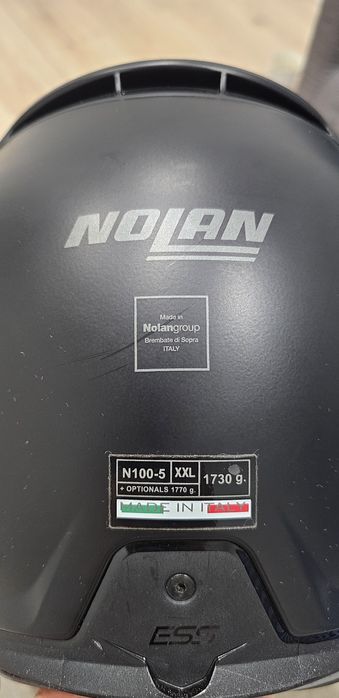 NOLAN
Made in
Nolangroup
Brembate di Sopra
ITALY
N100-5 XXL 1730 g.
+ OPTIONALS 1770 g.
MADE IN ITALY
ESS